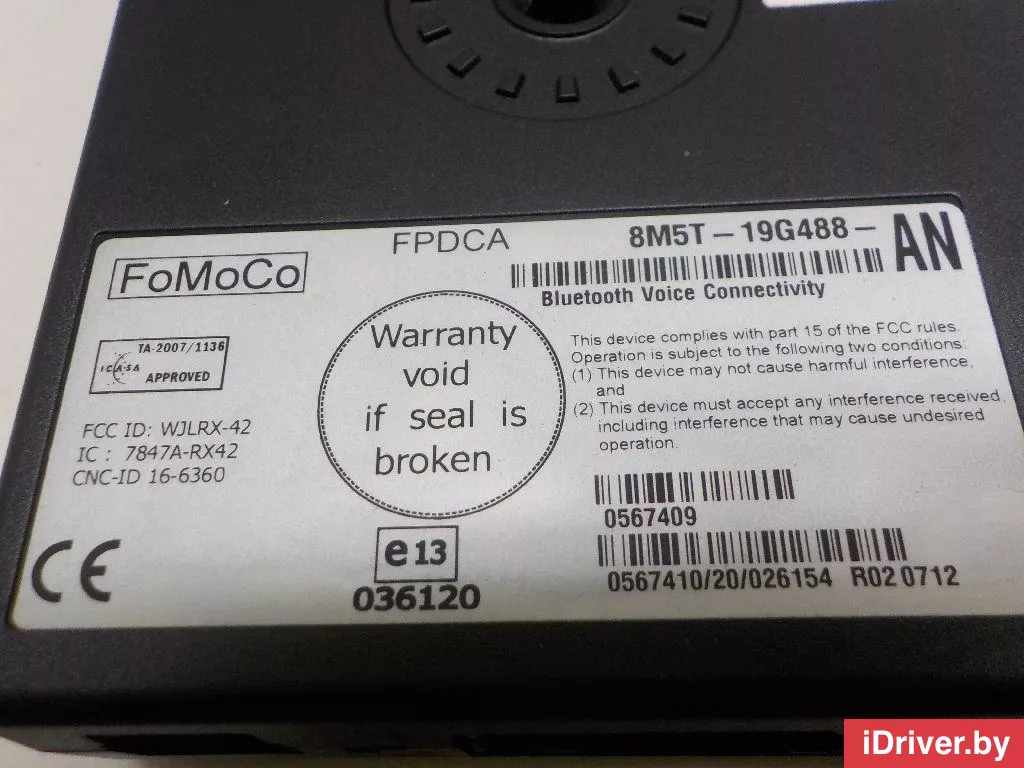 FPDCA
8M5T-19G488-AN
FoMoCo
Bluetooth Voice Connectivity
TA-2007/1136
ICASA APPROVED
Warranty
void
if seal is
broken
This device complies with part 15 of the FCC rules.
Operation is subject to the following two conditions:
(1) This device may not cause harmful interference,
and
(2) This device must accept any interference received,
including interference that may cause undesired
operation.
FCC ID: WJLRX-42
IC : 7847A-RX42
CNC-ID 16-6360
0567409
CE
e13
036120
0567410/20/026154 R02 0712
iDriver.by